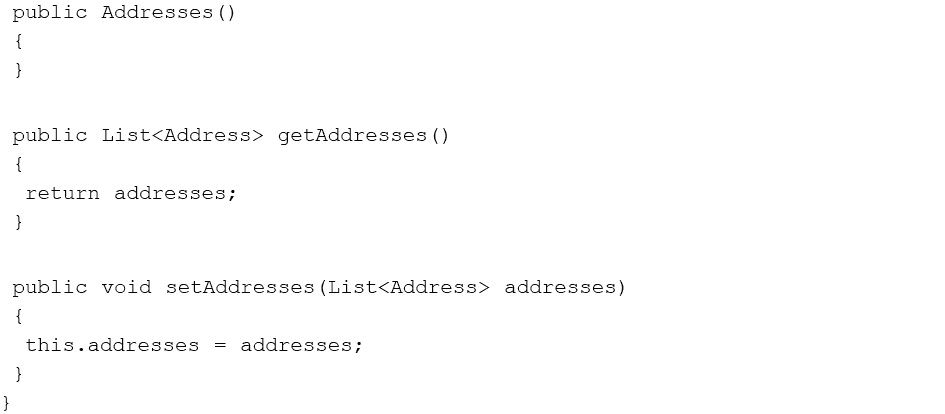 public Addresses()
{
}
public List<Address> getAddresses()
{
return addresses;
}
public void setAddresses(List<Address> addresses)
{
this.addresses = addresses;
}
}